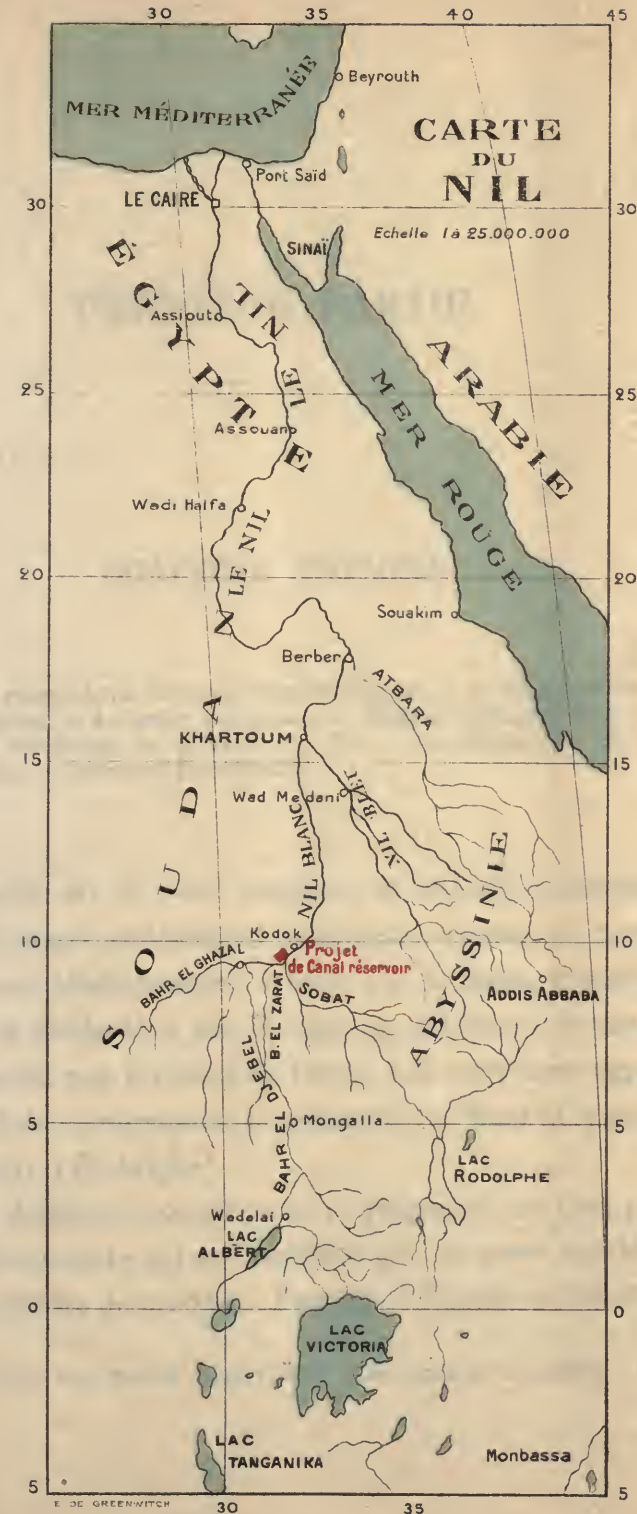 30 35 40 45
Beyrouth
MER MÉDITERRANÉE
CARTE
DU
NIL
Echelle 1 à 25.000.000
Port Saïd
LE CAIRE
30 30
SINAÏ
ÉGYPTE
LE NIL
Assiout
ARABIE
MER ROUGE
25 25
Assouan
Wadi Halfa
LE NIL
20 20
Souakim
Berber
ATBARA
SOUDAN
KHARTOUM
15 15
Wad Medani
NIL BLEU
NIL BLANC
ABYSSINIE
Kodok
10 10
Projet
de Canal réservoir
BAHR EL GHAZAL
B. EL ZARAT
SOBAT
ADDIS ABBABA
BAHR EL DJEBEL
5 5
Mongalla
LAC
RODOLPHE
Wadelaï
LAC
ALBERT
0 0
LAC
VICTORIA
LAC
TANGANIKA
Monbassa
5 5
E. DE GREENWITCH
30 35